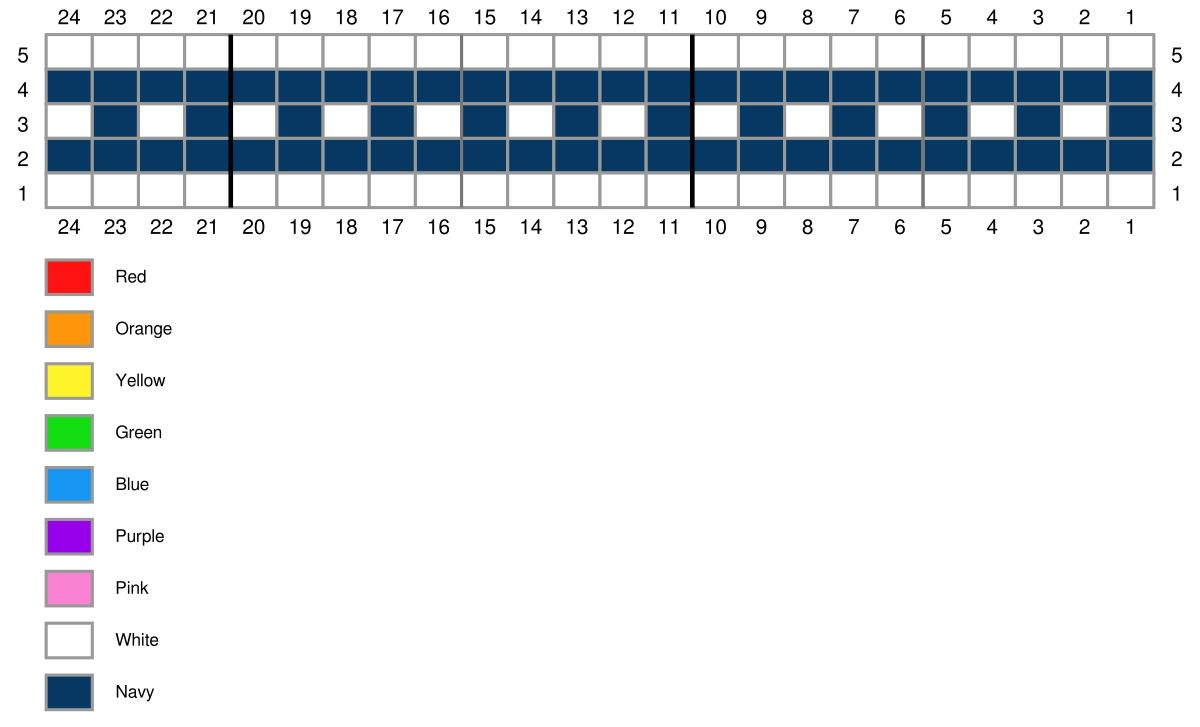 24 23 22 21 20 19 18 17 16 15 14 13 12 11 10 9 8 7 6 5 4 3 2 1
5 5
4 4
3 3
2 2
1 1
24 23 22 21 20 19 18 17 16 15 14 13 12 11 10 9 8 7 6 5 4 3 2 1
Red
Orange
Yellow
Green
Blue
Purple
Pink
White
Navy